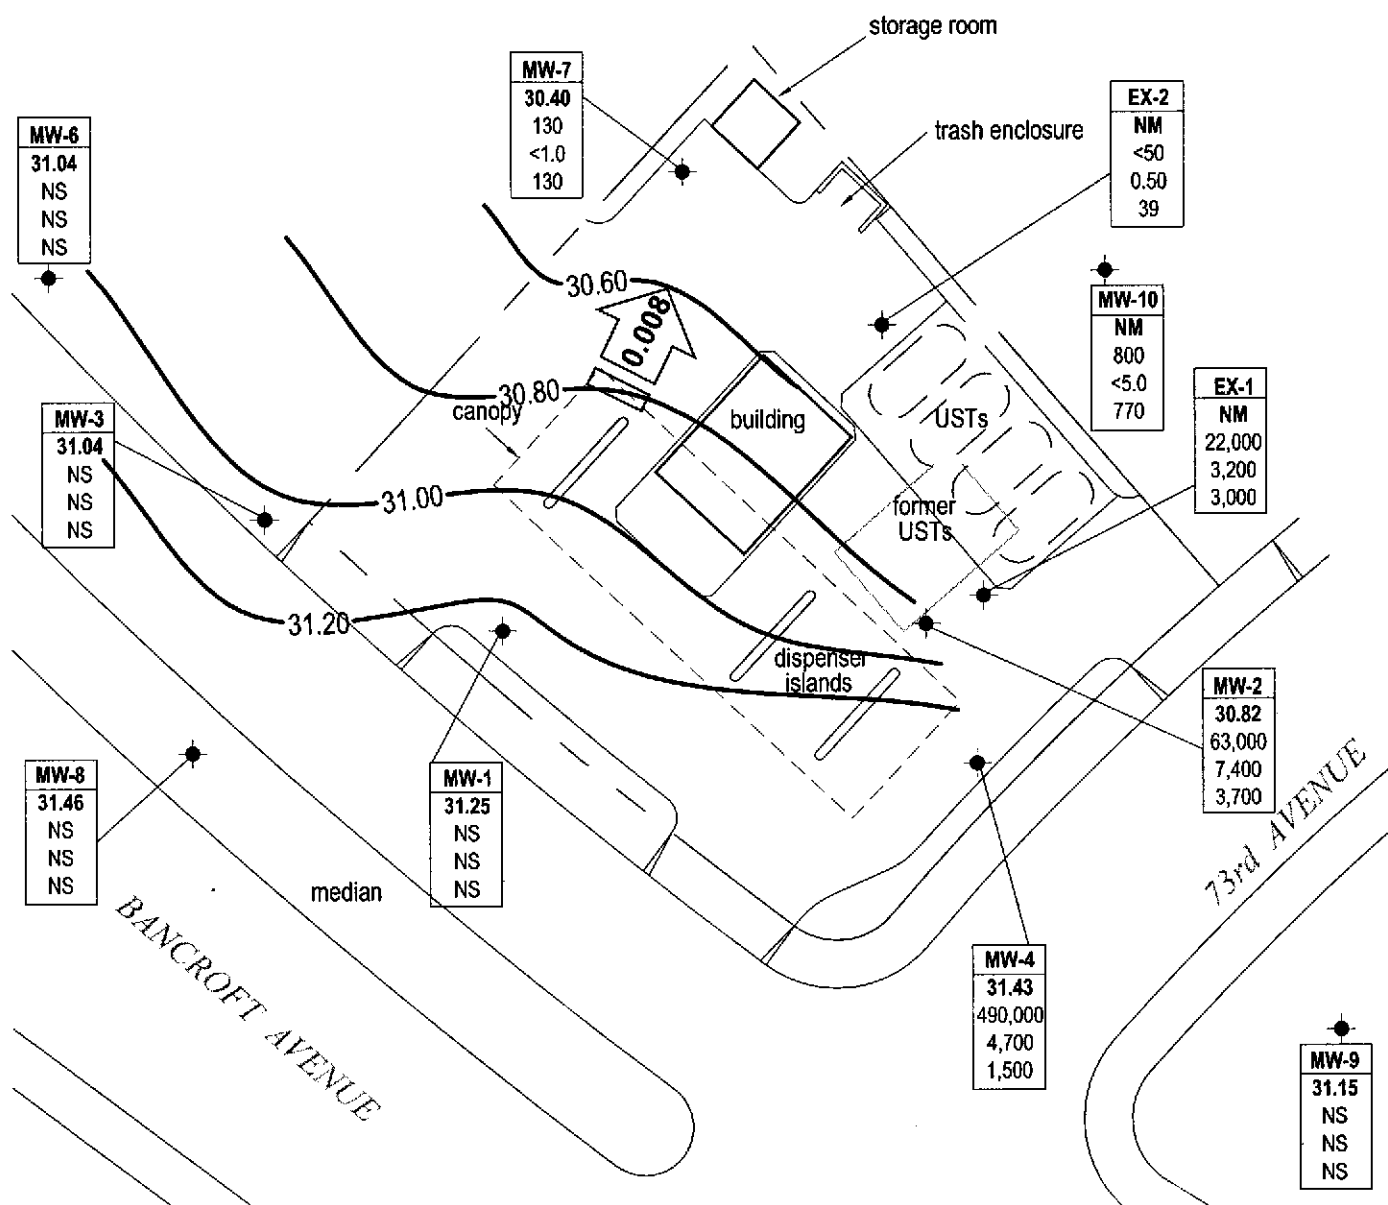 storage room
MW-7
30.40
130
<1.0
130
EX-2
NM
<50
0.50
39
trash enclosure
MW-6
31.04
NS
NS
NS
MW-10
NM
800
<5.0
770
30.60
0.008
EX-1
NM
22,000
3,200
3,000
30.80
canopy
building
USTs
MW-3
31.04
NS
NS
NS
31.00
former
USTs
31.20
dispenser
islands
MW-2
30.82
63,000
7,400
3,700
MW-8
31.46
NS
NS
NS
MW-1
31.25
NS
NS
NS
median
BANCROFT AVENUE
73rd AVENUE
MW-4
31.43
490,000
4,700
1,500
MW-9
31.15
NS
NS
NS